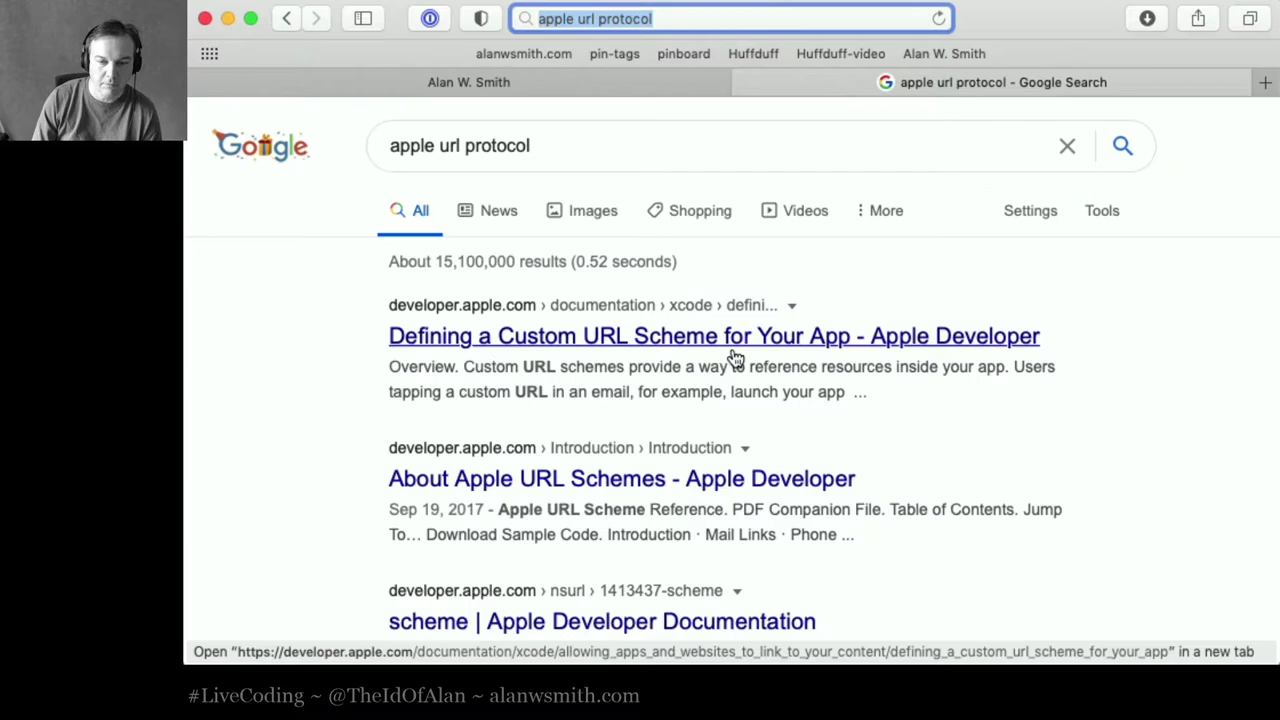 apple url protocol
alanwsmith.com pin-tags pinboard Huffduff Huffduff-video Alan W. Smith
Alan W. Smith apple url protocol - Google Search
Google apple url protocol
All News Images Shopping Videos More Settings Tools
About 15,100,000 results (0.52 seconds)
developer.apple.com › documentation › xcode › defini...
Defining a Custom URL Scheme for Your App - Apple Developer
Overview. Custom URL schemes provide a way to reference resources inside your app. Users
tapping a custom URL in an email, for example, launch your app ...
developer.apple.com › Introduction › Introduction
About Apple URL Schemes - Apple Developer
Sep 19, 2017 - Apple URL Scheme Reference. PDF Companion File. Table of Contents. Jump
To… Download Sample Code. Introduction · Mail Links · Phone ...
developer.apple.com › nsurl › 1413437-scheme
scheme | Apple Developer Documentation
Open “https://developer.apple.com/documentation/xcode/allowing_apps_and_websites_to_link_to_your_content/defining_a_custom_url_scheme_for_your_app” in a new tab
#LiveCoding ~ @TheIdOfAlan ~ alanwsmith.com